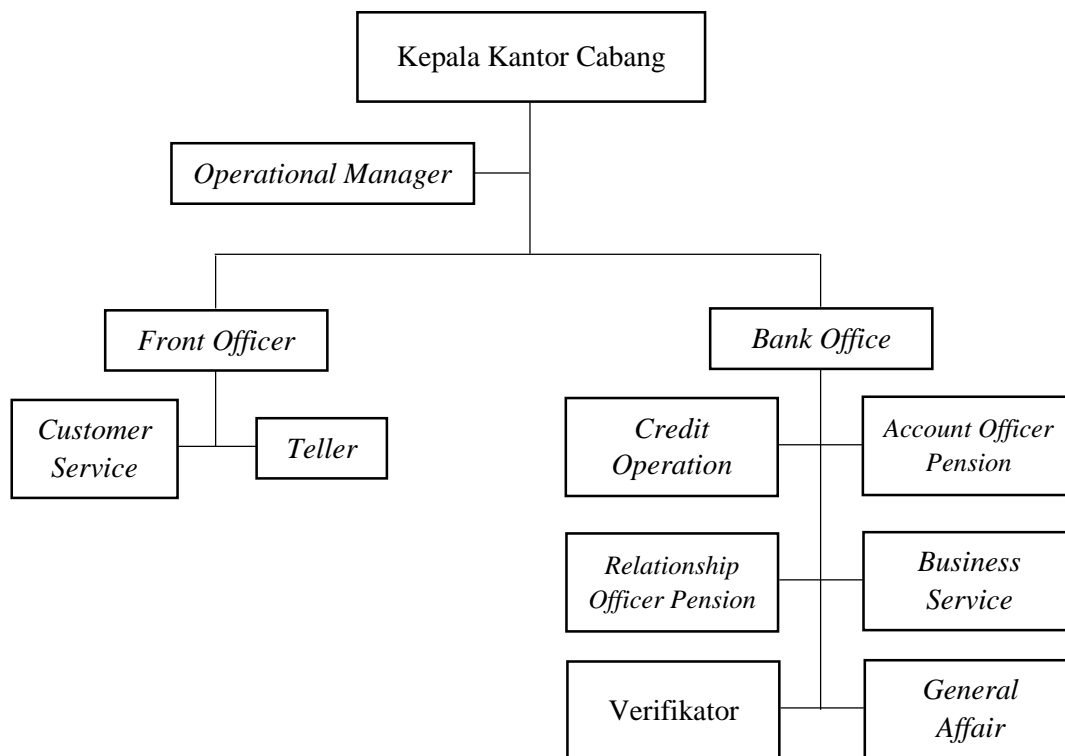 Kepala Kantor Cabang
Operational Manager
Front Officer
Bank Office
Customer
Service
Teller
Credit
Operation
Account Officer
Pension
Relationship
Officer Pension
Business
Service
Verifikator
General
Affair